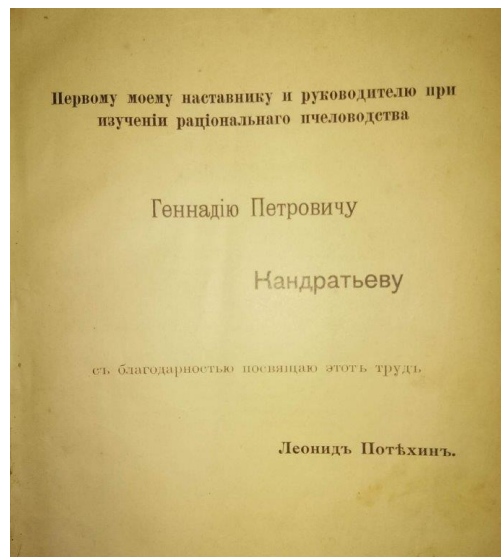 Первому моему наставнику и руководителю при
изученіи раціональнаго пчеловодства
Геннадію Петровичу
Кандратьеву
съ благодарностью посвящаю этотъ трудъ
Леонидъ Потѣхинъ.